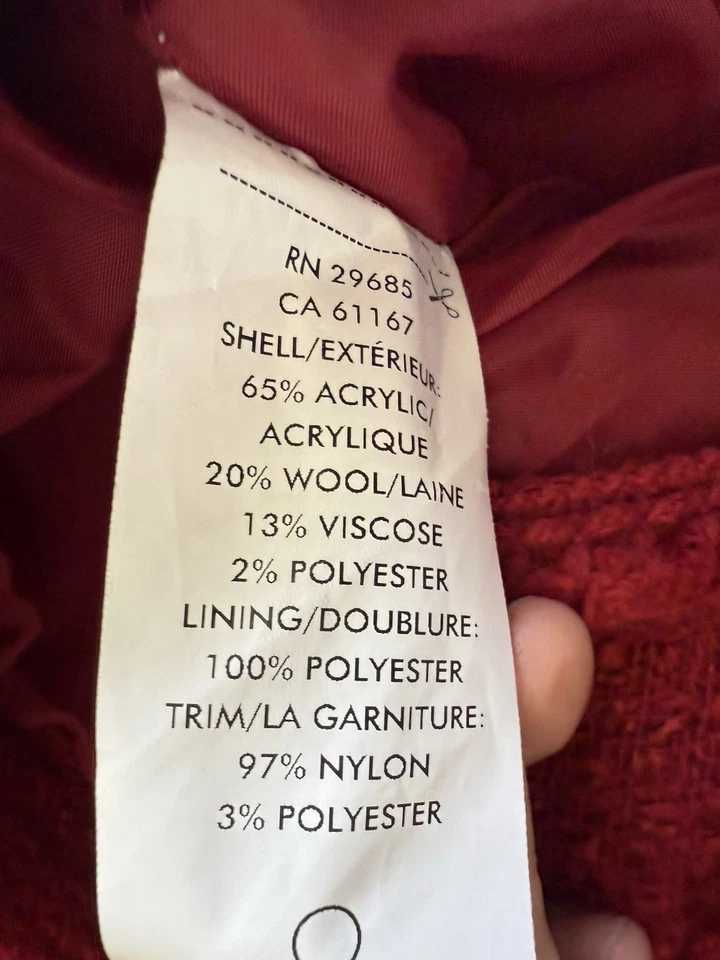 RN 29685
CA 61167
SHELL/EXTÉRIEUR:
65% ACRYLIC/
ACRYLIQUE
20% WOOL/LAINE
13% VISCOSE
2% POLYESTER
LINING/DOUBLURE:
100% POLYESTER
TRIM/LA GARNITURE:
97% NYLON
3% POLYESTER